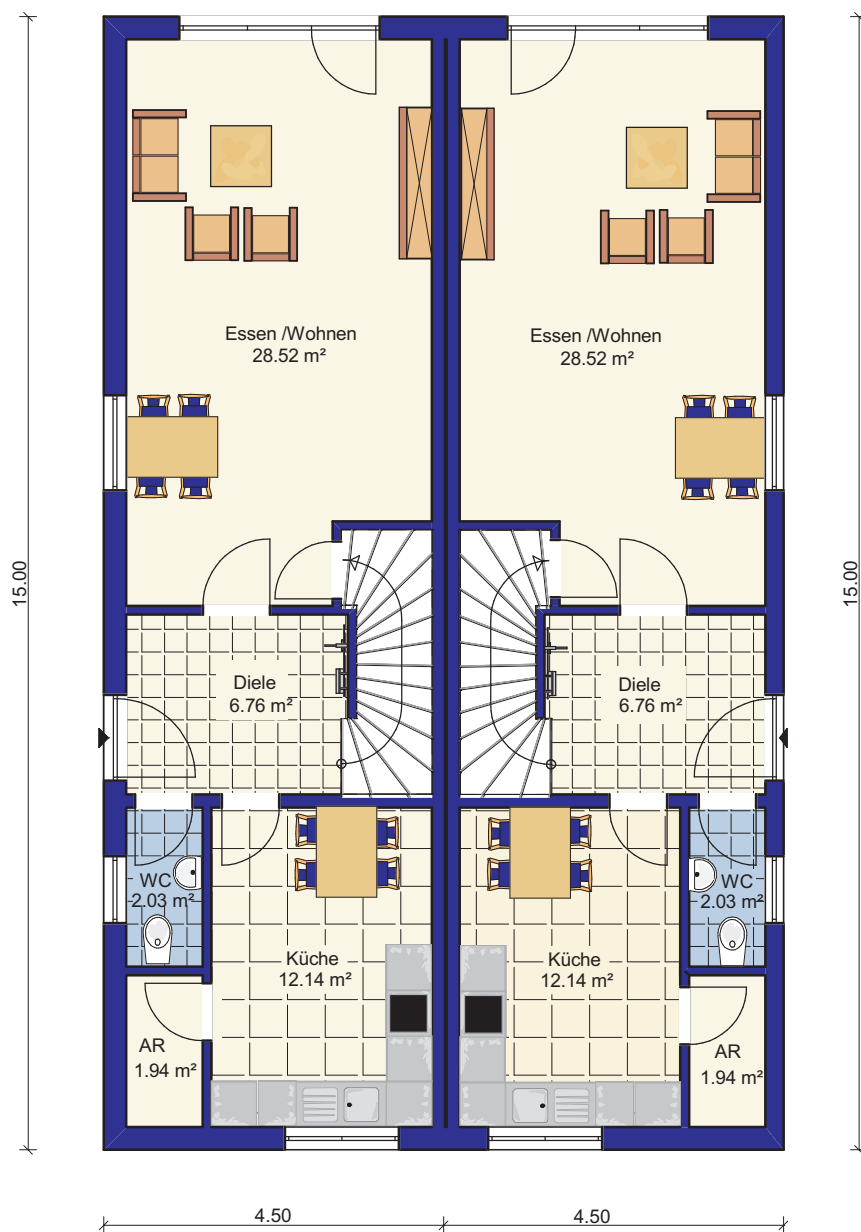 Essen /Wohnen
28.52 m²
Essen /Wohnen
28.52 m²
15.00
15.00
Diele
6.76 m²
Diele
6.76 m²
WC
2.03 m²
WC
2.03 m²
Küche
12.14 m²
Küche
12.14 m²
AR
1.94 m²
AR
1.94 m²
4.50
4.50